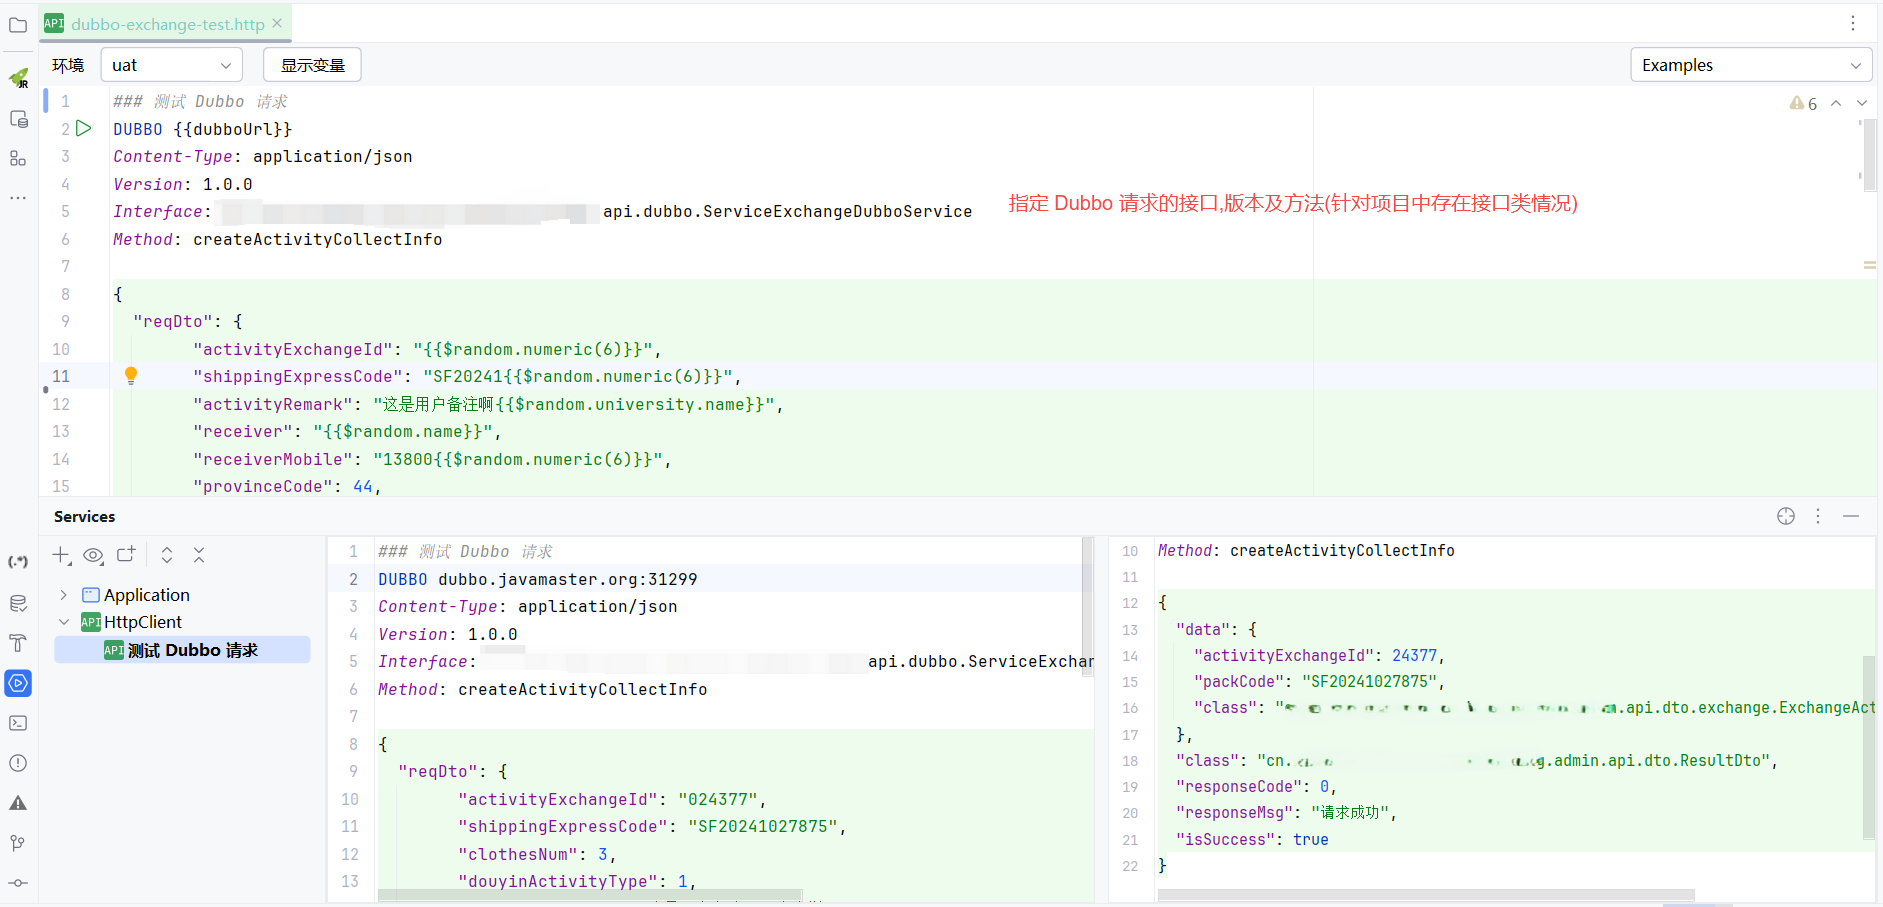 dubbo-exchange-test.http
环境 uat 显示变量 Examples
1 ### 测试 Dubbo 请求
6
2 DUBBO {{dubboUrl}}
3 Content-Type: application/json
4 Version: 1.0.0
5 Interface: api.dubbo.ServiceExchangeDubboService
指定 Dubbo 请求的接口,版本及方法(针对项目中存在接口类情况)
6 Method: createActivityCollectInfo
7
8 {
9 "reqDto": {
10 "activityExchangeId": "{{$random.numeric(6)}}",
11 "shippingExpressCode": "SF20241{{$random.numeric(6)}}",
12 "activityRemark": "这是用户备注啊{{$random.university.name}}",
13 "receiver": "{{$random.name}}",
14 "receiverMobile": "13800{{$random.numeric(6)}}",
15 "provinceCode": 44,
Services
Application
HttpClient
API 测试 Dubbo 请求
1 ### 测试 Dubbo 请求
2 DUBBO dubbo.javamaster.org:31299
3 Content-Type: application/json
4 Version: 1.0.0
5 Interface: api.dubbo.ServiceExchan
6 Method: createActivityCollectInfo
7
8 {
9 "reqDto": {
10 "activityExchangeId": "024377",
11 "shippingExpressCode": "SF20241027875",
12 "clothesNum": 3,
13 "douyinActivityType": 1,
10 Method: createActivityCollectInfo
11
12 {
13 "data": {
14 "activityExchangeId": 24377,
15 "packCode": "SF20241027875",
16 "class": " .api.dto.exchange.ExchangeAct
17 },
18 "class": "cn. g.admin.api.dto.ResultDto",
19 "responseCode": 0,
20 "responseMsg": "请求成功",
21 "isSuccess": true
22 }